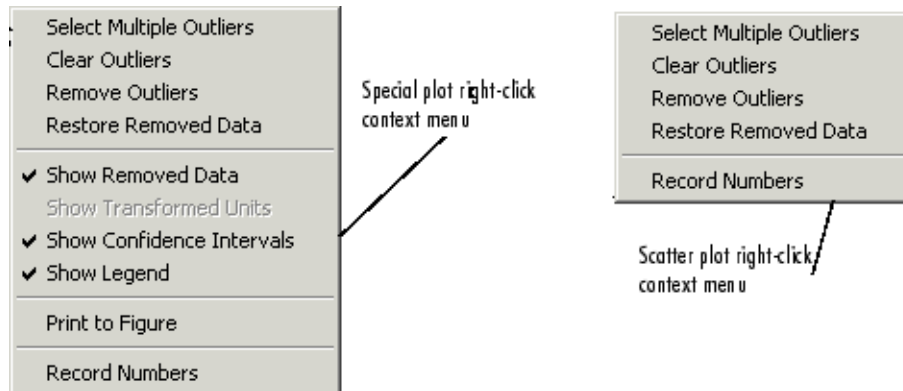 Select Multiple Outliers
Clear Outliers
Remove Outliers
Restore Removed Data
Show Removed Data
Show Transformed Units
Show Confidence Intervals
Show Legend
Print to Figure
Record Numbers
Special plot right-click
context menu
Select Multiple Outliers
Clear Outliers
Remove Outliers
Restore Removed Data
Record Numbers
Scatter plot right-click
context menu